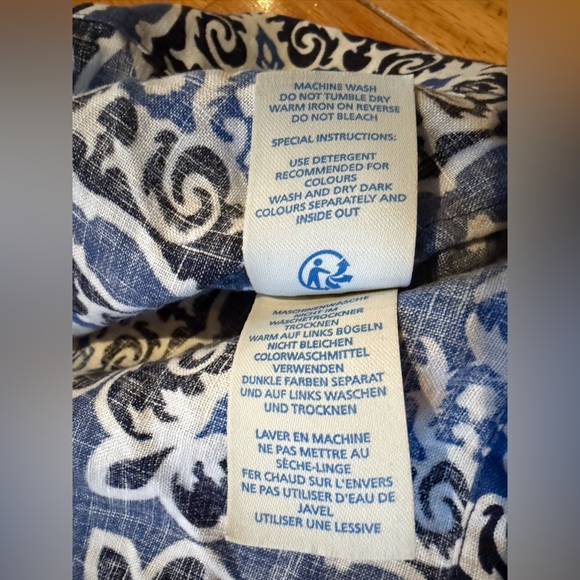 MACHINE WASH
DO NOT TUMBLE DRY
WARM IRON ON REVERSE
DO NOT BLEACH
SPECIAL INSTRUCTIONS:
USE DETERGENT
RECOMMENDED FOR
COLOURS
WASH AND DRY DARK
COLOURS SEPARATELY AND
INSIDE OUT
MASCHINENWÄSCHE
NICHT IM
WÄSCHETROCKNER
TROCKNEN
WARM AUF LINKS BÜGELN
NICHT BLEICHEN
COLORWASCHMITTEL
VERWENDEN
DUNKLE FARBEN SEPARAT
UND AUF LINKS WASCHEN
UND TROCKNEN
LAVER EN MACHINE
NE PAS METTRE AU
SÈCHE-LINGE
FER CHAUD SUR L'ENVERS
NE PAS UTILISER D'EAU DE
JAVEL
UTILISER UNE LESSIVE